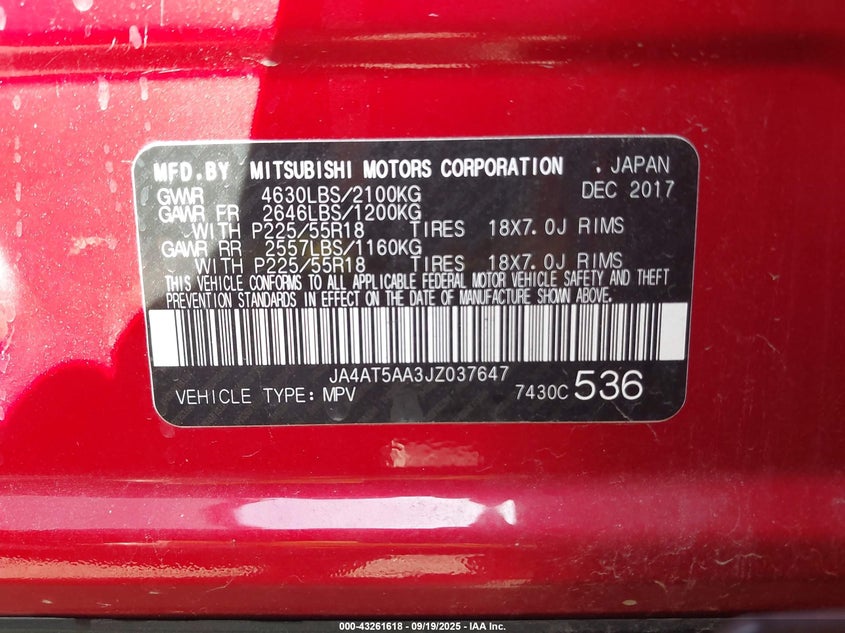 MFD.BY MITSUBISHI MOTORS CORPORATION . JAPAN
GVWR 4630LBS/2100KG DEC 2017
GAWR FR 2646LBS/1200KG
WITH P225/55R18 TIRES 18X7.0J RIMS
GAWR RR 2557LBS/1160KG
WITH P225/55R18 TIRES 18X7.0J RIMS
THIS VEHICLE CONFORMS TO ALL APPLICABLE FEDERAL MOTOR VEHICLE SAFETY AND THEFT
PREVENTION STANDARDS IN EFFECT ON THE DATE OF MANUFACTURE SHOWN ABOVE.
JA4AT5AA3JZ037647
VEHICLE TYPE: MPV 7430C 536
000-43261618 - 09/19/2025 - IAA Inc.